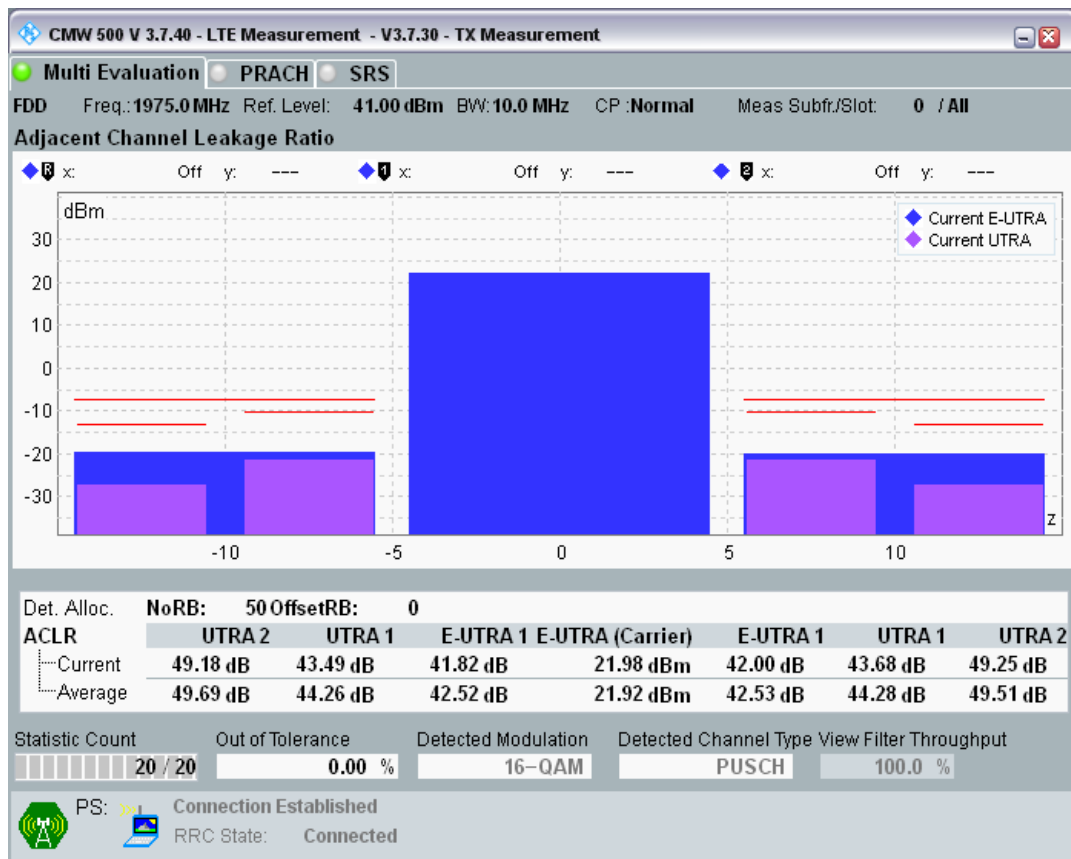 CMW 500 V 3.7.40 - LTE Measurement - V3.7.30 - TX Measurement
Multi Evaluation PRACH SRS
FDD Freq.: 1975.0 MHz Ref. Level: 41.00 dBm BW: 10.0 MHz CP :Normal Meas Subfr./Slot: 0 / All
Adjacent Channel Leakage Ratio
R x: Off y: --- 1 x: Off y: --- 2 x: Off y: ---
dBm
Current E-UTRA
Current UTRA
30
20
10
0
-10
-20
-30
z
-10 -5 0 5 10
Det. Alloc. NoRB: 50 OffsetRB: 0
ACLR UTRA 2 UTRA 1 E-UTRA 1 E-UTRA (Carrier) E-UTRA 1 UTRA 1 UTRA 2
Current 49.18 dB 43.49 dB 41.82 dB 21.98 dBm 42.00 dB 43.68 dB 49.25 dB
Average 49.69 dB 44.26 dB 42.52 dB 21.92 dBm 42.53 dB 44.28 dB 49.51 dB
Statistic Count Out of Tolerance Detected Modulation Detected Channel Type View Filter Throughput
20 / 20 0.00 % 16-QAM PUSCH 100.0 %
PS: Connection Established
RRC State: Connected